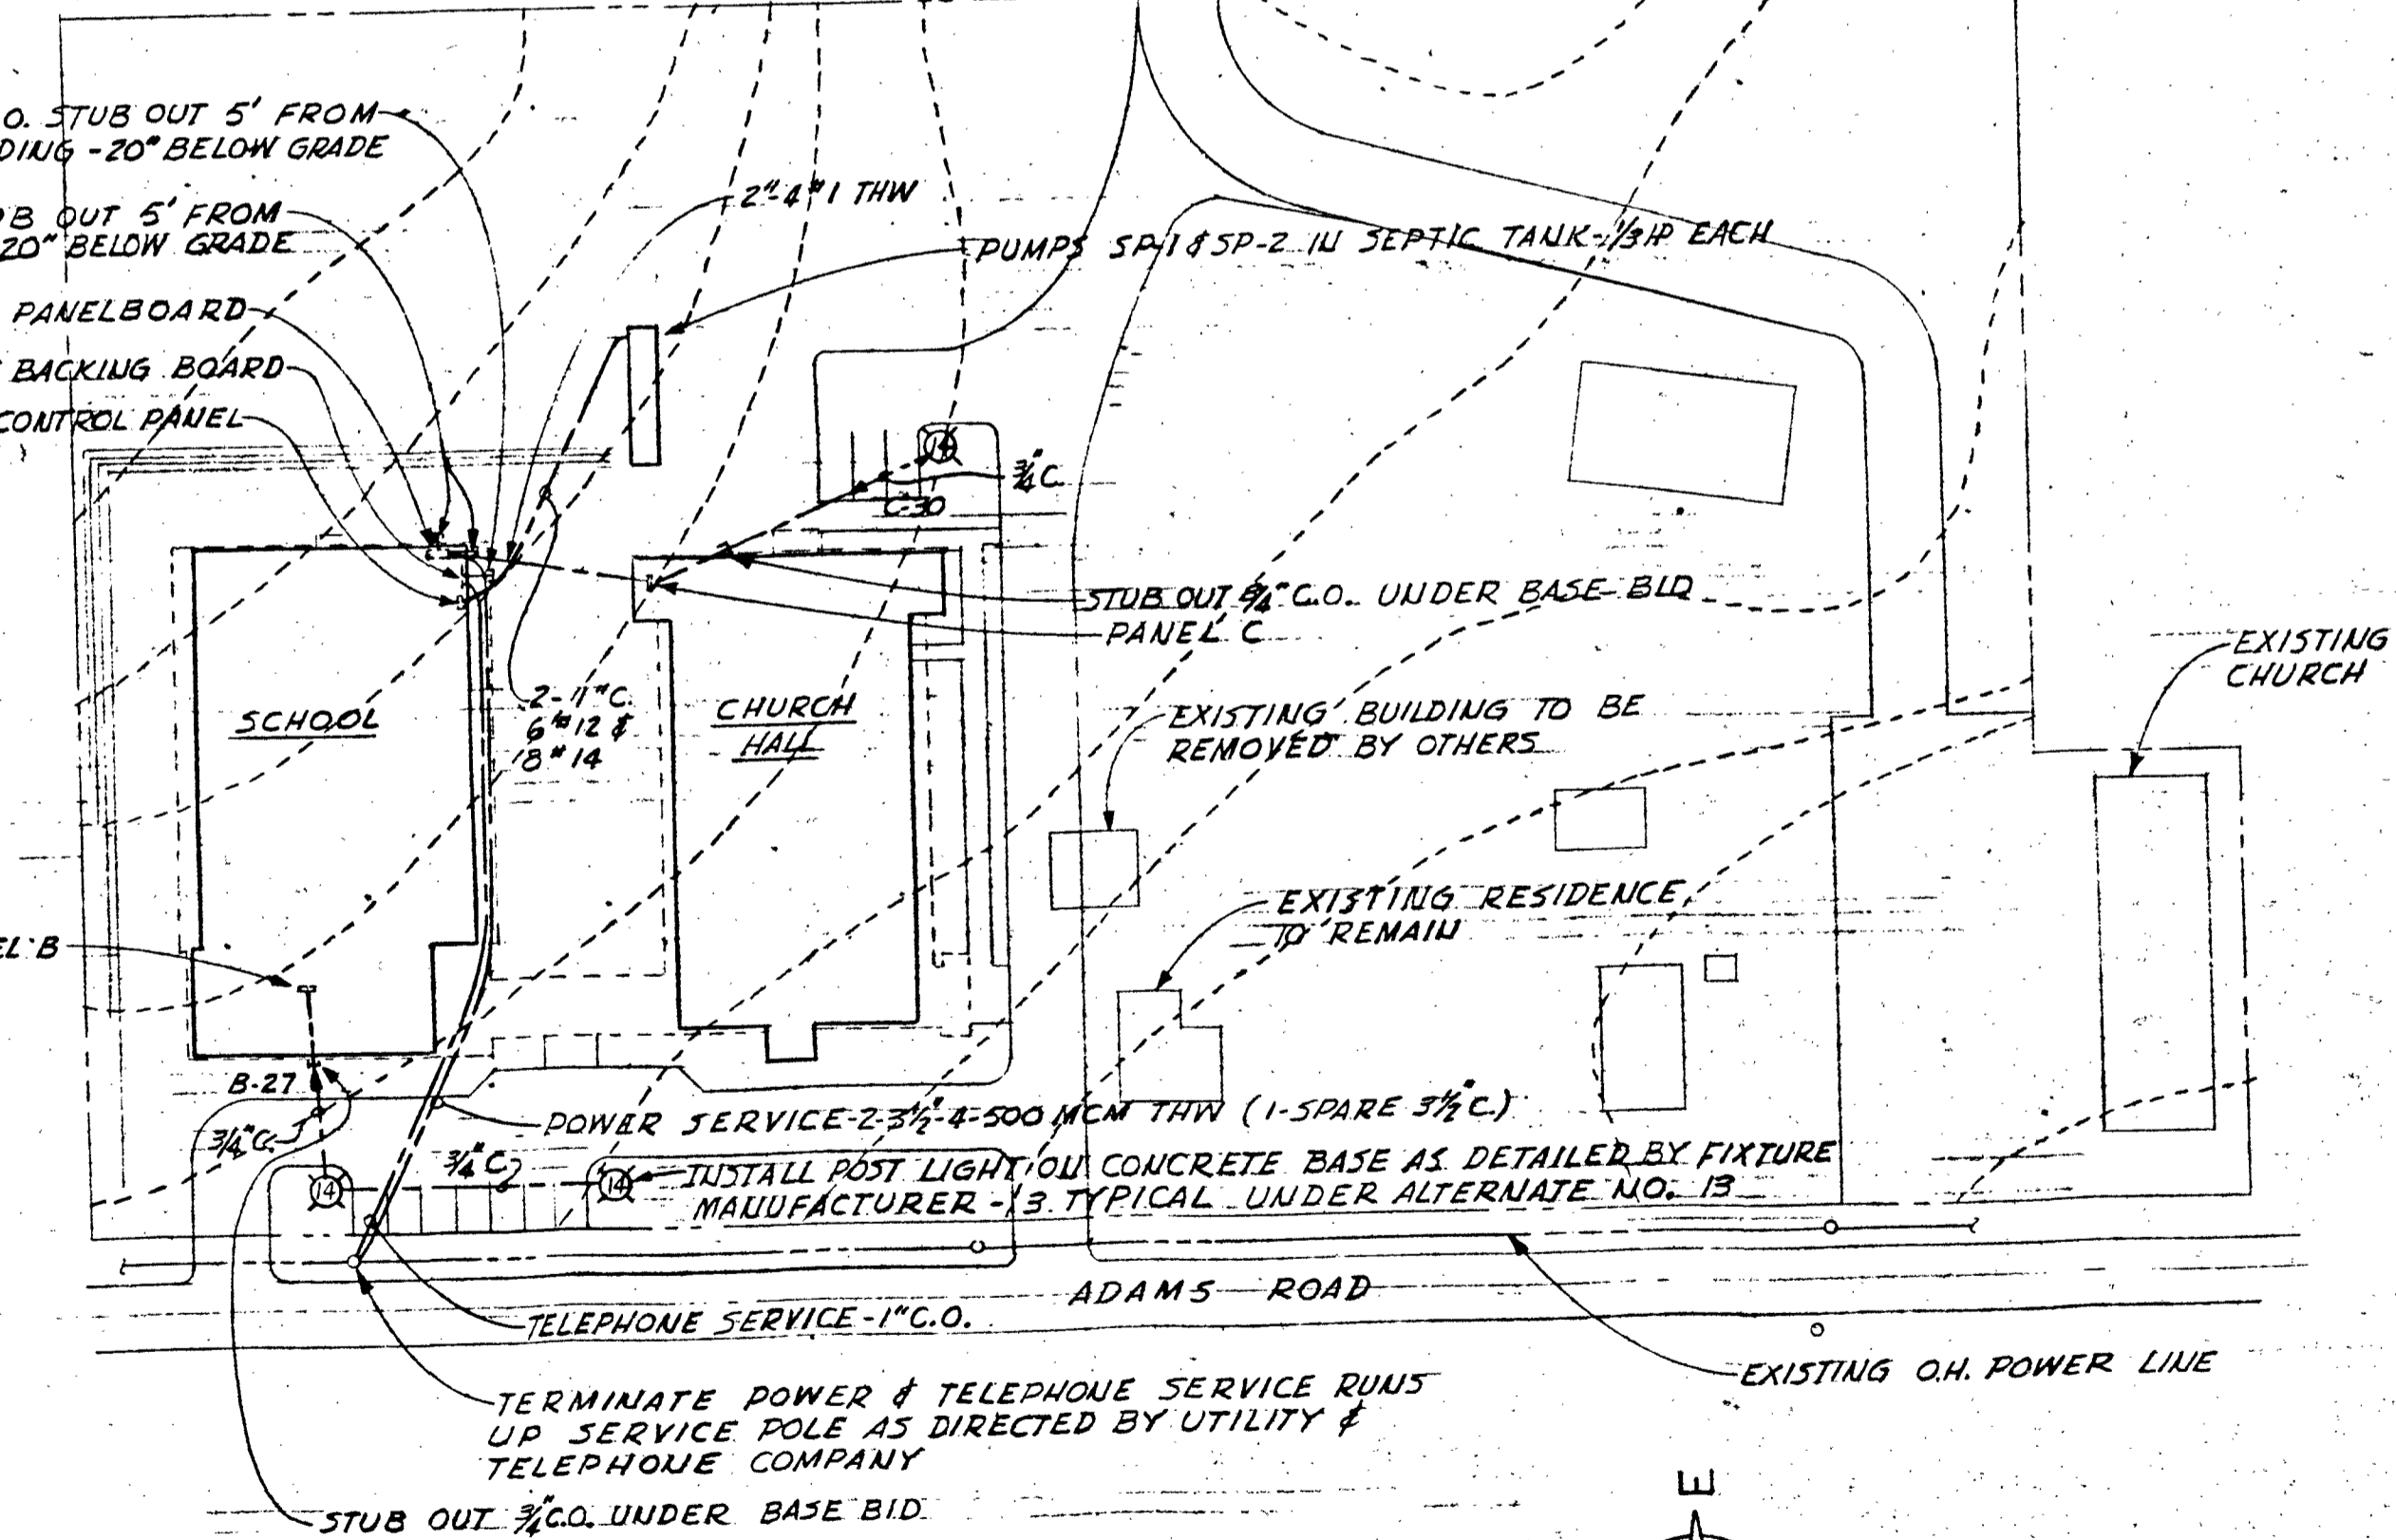 O. STUB OUT 5' FROM
DING - 20" BELOW GRADE
OUT 5' FROM
20" BELOW GRADE
PANELBOARD
BACKING BOARD
CONTROL PANEL
2"-4 #1 THW
PUMPS SP-1 & SP-2 IN SEPTIC TANK - 1/3 HP EACH
14
3/4" C.
C-30
STUB OUT 3/4" C.O. UNDER BASE BID
PANEL C
EXISTING
CHURCH
SCHOOL
2-1" C.
6 #12 &
8 #14
CHURCH
HALL
EXISTING BUILDING TO BE
REMOVED BY OTHERS
EXISTING RESIDENCE
TO REMAIN
EL B
B-27
3/4" C.
POWER SERVICE-2-3½"-4-500 MCM THW (1-SPARE 3½" C.)
3/4" C.
14
14
INSTALL POST LIGHT ON CONCRETE BASE AS DETAILED BY FIXTURE
MANUFACTURER - 3 TYPICAL UNDER ALTERNATE NO. 13
ADAMS ROAD
TELEPHONE SERVICE - 1" C.O.
EXISTING O.H. POWER LINE
TERMINATE POWER & TELEPHONE SERVICE RUNS
UP SERVICE POLE AS DIRECTED BY UTILITY &
TELEPHONE COMPANY
STUB OUT 3/4" C.O. UNDER BASE BID
E